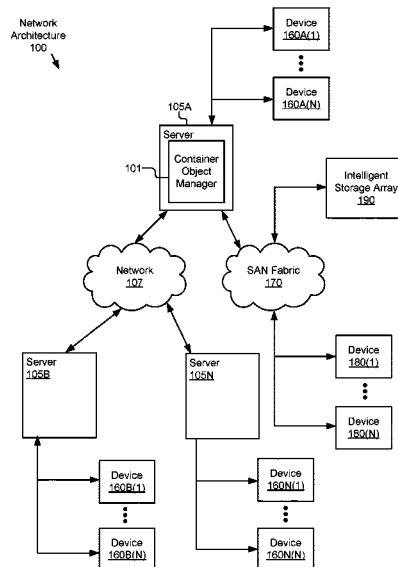 Network
Architecture
100
Device
160A(1)
Device
160A(N)
105A
Server
101
Container
Object
Manager
Intelligent
Storage Array
190
Network
107
SAN Fabric
170
Server
105B
Server
105N
Device
180(1)
Device
180(N)
Device
160B(1)
Device
160B(N)
Device
160N(1)
Device
160N(N)